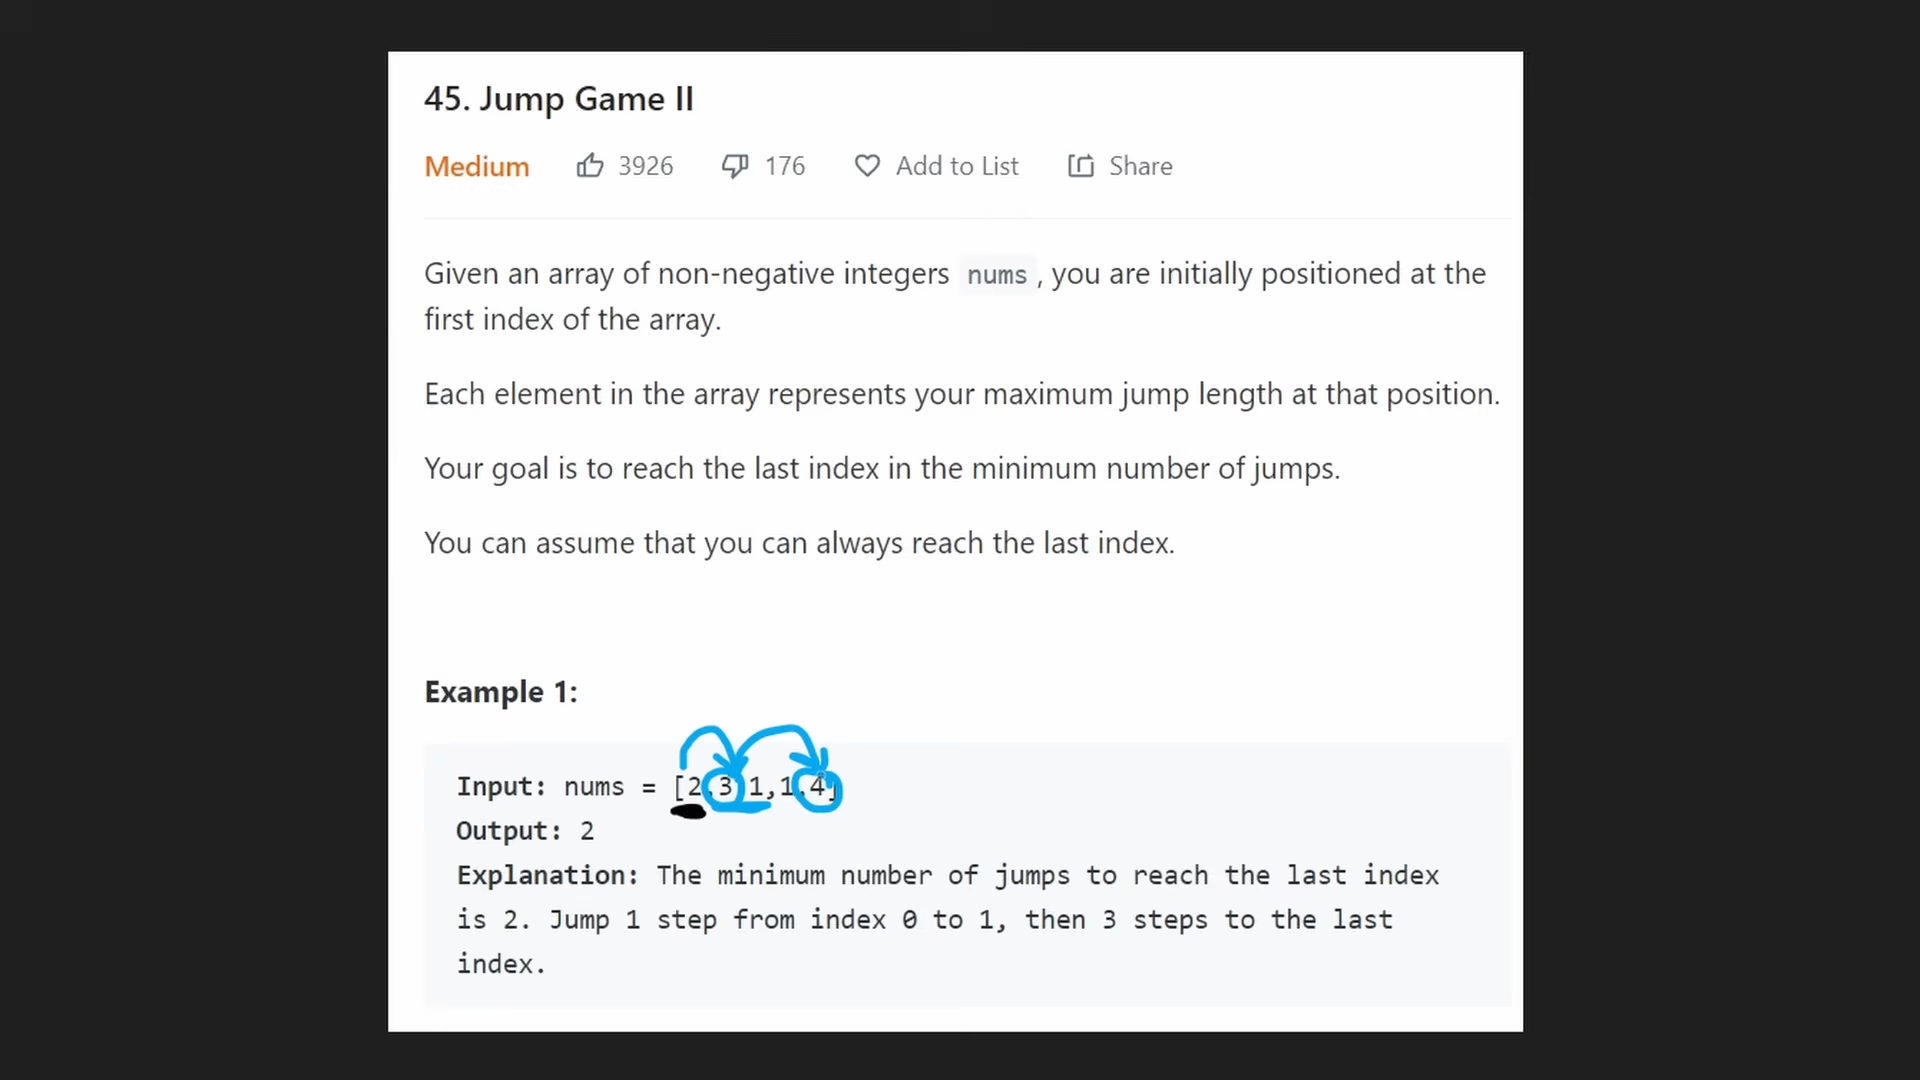 45. Jump Game II
Medium 3926 176 Add to List Share
Given an array of non-negative integers nums, you are initially positioned at the
first index of the array.
Each element in the array represents your maximum jump length at that position.
Your goal is to reach the last index in the minimum number of jumps.
You can assume that you can always reach the last index.
Example 1:
Input: nums = [2,3,1,1,4]
Output: 2
Explanation: The minimum number of jumps to reach the last index
is 2. Jump 1 step from index 0 to 1, then 3 steps to the last
index.